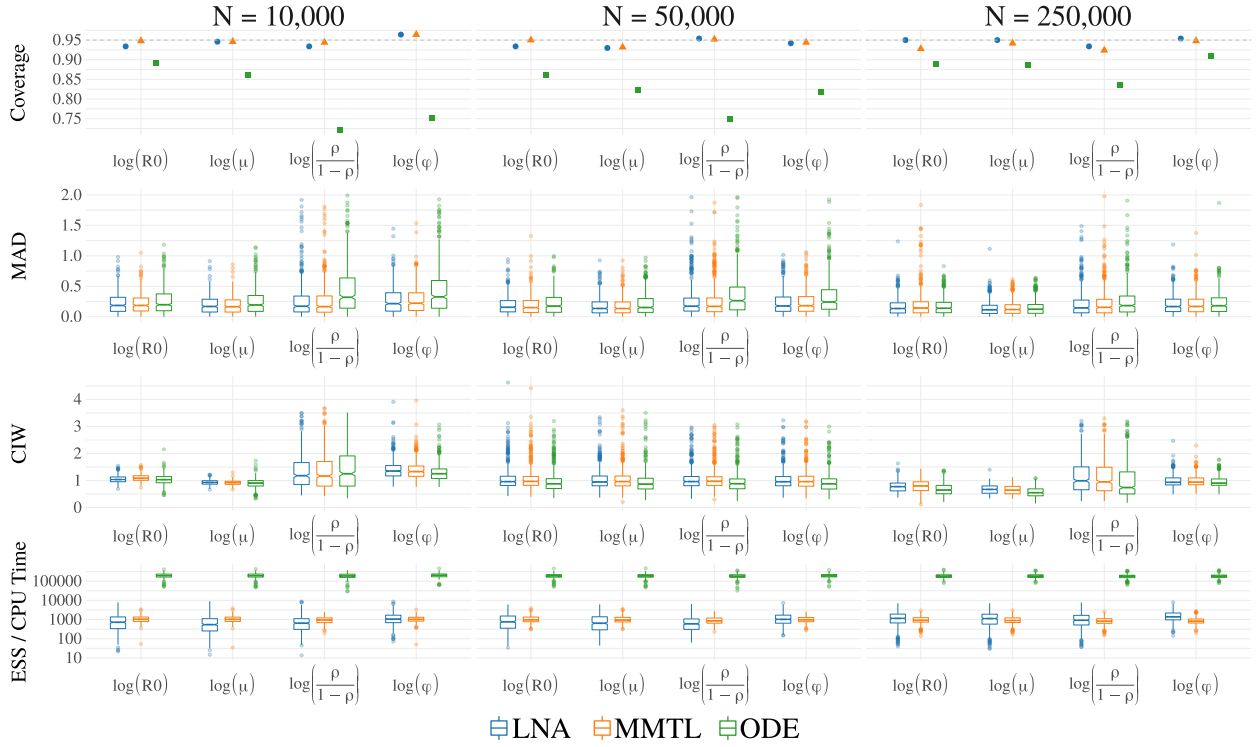 N = 10,000 N = 50,000 N = 250,000
Coverage
0.95
0.90
0.85
0.75
log(R0) log(μ) log(ρ/(1 − ρ)) log(φ) log(R0) log(μ) log(ρ/(1 − ρ)) log(φ) log(R0) log(μ) log(ρ/(1 − ρ)) log(φ)
MAD
2.0
1.5
1.0
0.5
0.0
log(R0) log(μ) log(ρ/(1 − ρ)) log(φ) log(R0) log(μ) log(ρ/(1 − ρ)) log(φ) log(R0) log(μ) log(ρ/(1 − ρ)) log(φ)
CIW
4
3
2
1
0
log(R0) log(μ) log(ρ/(1 − ρ)) log(φ) log(R0) log(μ) log(ρ/(1 − ρ)) log(φ) log(R0) log(μ) log(ρ/(1 − ρ)) log(φ)
ESS / CPU Time
100000
10000
1000
100
10
log(R0) log(μ) log(ρ/(1 − ρ)) log(φ) log(R0) log(μ) log(ρ/(1 − ρ)) log(φ) log(R0) log(μ) log(ρ/(1 − ρ)) log(φ)
LNA MMTL ODE